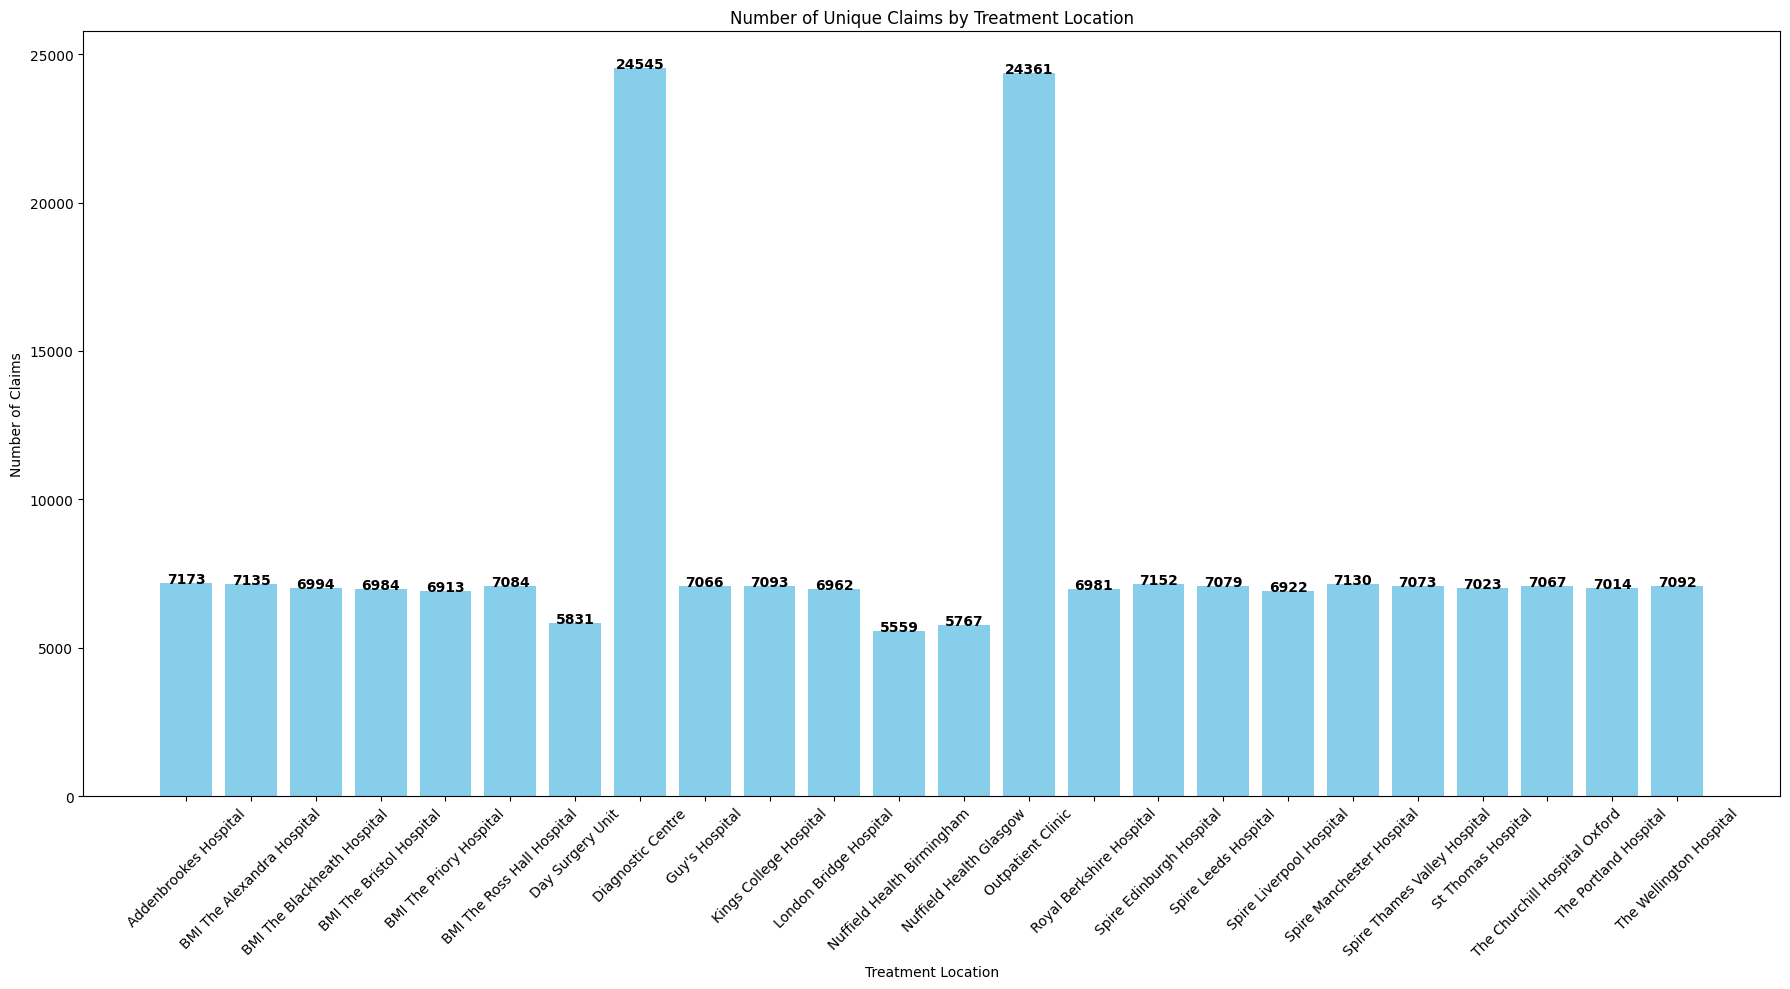 Number of Unique Claims by Treatment Location
Number of Claims
25000
20000
15000
10000
5000
0
7173
7135
6994
6984
6913
7084
5831
24545
7066
7093
6962
5559
5767
24361
6981
7152
7079
6922
7130
7073
7023
7067
7014
7092
Addenbrookes Hospital
BMI The Alexandra Hospital
BMI The Blackheath Hospital
BMI The Bristol Hospital
BMI The Priory Hospital
BMI The Ross Hall Hospital
Day Surgery Unit
Diagnostic Centre
Guy's Hospital
Kings College Hospital
London Bridge Hospital
Nuffield Health Birmingham
Nuffield Health Glasgow
Outpatient Clinic
Royal Berkshire Hospital
Spire Edinburgh Hospital
Spire Leeds Hospital
Spire Liverpool Hospital
Spire Manchester Hospital
Spire Thames Valley Hospital
St Thomas Hospital
The Churchill Hospital Oxford
The Portland Hospital
The Wellington Hospital
Treatment Location